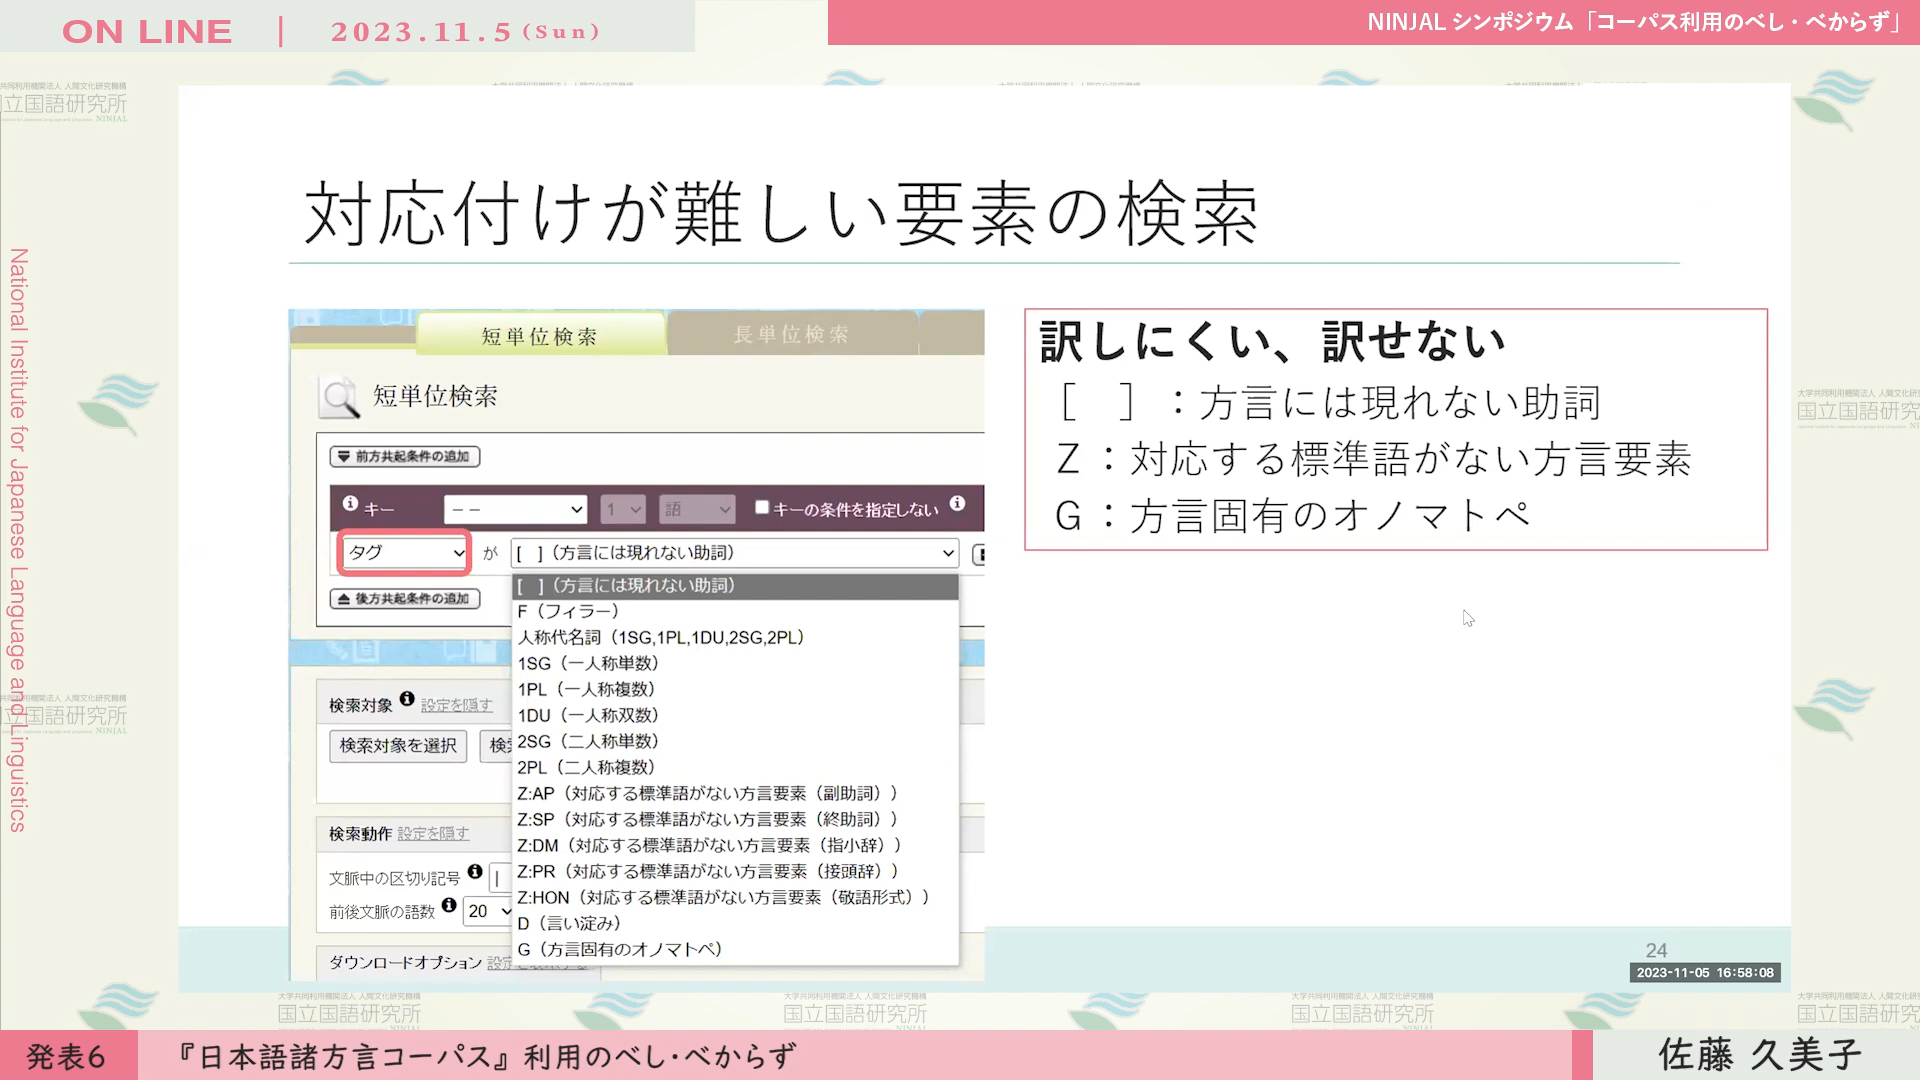 ON LINE | 2023.11.5 (Sun)
NINJAL シンポジウム「コーパス利用のべし・べからず」
National Institute for Japanese Language and Linguistics
対応付けが難しい要素の検索
短単位検索
長単位検索
短単位検索
前方共起条件の追加
キー
--
1
語
キーの条件を指定しない
タグ
が
[ ]（方言には現れない助詞）
後方共起条件の追加
[ ]（方言には現れない助詞）
F（フィラー）
人称代名詞（1SG,1PL,1DU,2SG,2PL）
1SG（一人称単数）
1PL（一人称複数）
1DU（一人称双数）
2SG（二人称単数）
2PL（二人称複数）
Z:AP（対応する標準語がない方言要素（副助詞））
Z:SP（対応する標準語がない方言要素（終助詞））
Z:DM（対応する標準語がない方言要素（指小辞））
Z:PR（対応する標準語がない方言要素（接頭辞））
Z:HON（対応する標準語がない方言要素（敬語形式））
D（言い淀み）
G（方言固有のオノマトペ）
検索対象 設定を隠す
検索対象を選択
検索動作 設定を隠す
文脈中の区切り記号 |
前後文脈の語数 20
ダウンロードオプション
訳しにくい、訳せない
［ ］：方言には現れない助詞
Z：対応する標準語がない方言要素
G：方言固有のオノマトペ
24
2023-11-05 16:58:08
大学共同利用機関法人 人間文化研究機構
国立国語研究所
NINJAL
発表6
『日本語諸方言コーパス』利用のべし・べからず
佐藤 久美子